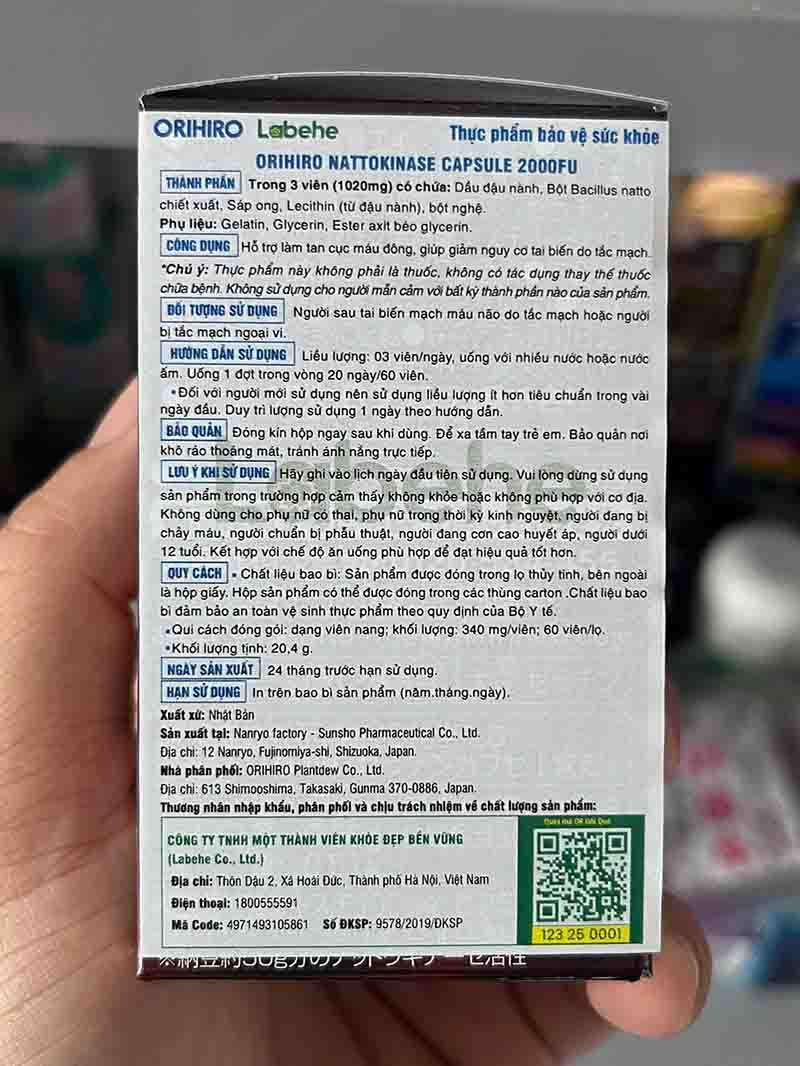 ORIHIRO Labehe Thực phẩm bảo vệ sức khỏe
ORIHIRO NATTOKINASE CAPSULE 2000FU
THÀNH PHẦN Trong 3 viên (1020mg) có chứa: Dầu đậu nành, Bột Bacillus natto
chiết xuất, Sáp ong, Lecithin (từ đậu nành), bột nghệ.
Phụ liệu: Gelatin, Glycerin, Ester axit béo glycerin.
CÔNG DỤNG Hỗ trợ làm tan cục máu đông, giúp giảm nguy cơ tai biến do tắc mạch.
*Chú ý: Thực phẩm này không phải là thuốc, không có tác dụng thay thế thuốc
chữa bệnh. Không sử dụng cho người mẫn cảm với bất kỳ thành phần nào của sản phẩm.
ĐỐI TƯỢNG SỬ DỤNG Người sau tai biến mạch máu não do tắc mạch hoặc người
bị tắc mạch ngoại vi.
HƯỚNG DẪN SỬ DỤNG Liều lượng: 03 viên/ngày, uống với nhiều nước hoặc nước
ấm. Uống 1 đợt trong vòng 20 ngày/60 viên.
•Đối với người mới sử dụng nên sử dụng liều lượng ít hơn tiêu chuẩn trong vài
ngày đầu. Duy trì lượng sử dụng 1 ngày theo hướng dẫn.
BẢO QUẢN Đóng kín hộp ngay sau khi dùng. Để xa tầm tay trẻ em. Bảo quản nơi
khô ráo thoáng mát, tránh ánh nắng trực tiếp.
LƯU Ý KHI SỬ DỤNG Hãy ghi vào lịch ngày đầu tiên sử dụng. Vui lòng dừng sử dụng
sản phẩm trong trường hợp cảm thấy không khỏe hoặc không phù hợp với cơ địa.
Không dùng cho phụ nữ có thai, phụ nữ trong thời kỳ kinh nguyệt, người đang bị
chảy máu, người chuẩn bị phẫu thuật, người đang cơn cao huyết áp, người dưới
12 tuổi. Kết hợp với chế độ ăn uống phù hợp để đạt hiệu quả tốt hơn.
Labehe
QUY CÁCH • Chất liệu bao bì: Sản phẩm được đóng trong lọ thủy tinh, bên ngoài
là hộp giấy. Hộp sản phẩm có thể được đóng trong các thùng carton .Chất liệu bao
bì đảm bảo an toàn vệ sinh thực phẩm theo quy định của Bộ Y tế.
•Qui cách đóng gói: dạng viên nang; khối lượng: 340 mg/viên; 60 viên/lọ.
•Khối lượng tịnh: 20,4 g.
NGÀY SẢN XUẤT 24 tháng trước hạn sử dụng.
HẠN SỬ DỤNG In trên bao bì sản phẩm (năm.tháng.ngày).
Xuất xứ: Nhật Bản
Sản xuất tại: Nanryo factory - Sunsho Pharmaceutical Co., Ltd.
Địa chỉ: 12 Nanryo, Fujinomiya-shi, Shizuoka, Japan.
Nhà phân phối: ORIHIRO Plantdew Co., Ltd.
Địa chỉ: 613 Shimooshima, Takasaki, Gunma 370-0886, Japan.
Thương nhân nhập khẩu, phân phối và chịu trách nhiệm về chất lượng sản phẩm:
CÔNG TY TNHH MỘT THÀNH VIÊN KHỎE ĐẸP BỀN VỮNG
(Labehe Co., Ltd.)
Địa chỉ: Thôn Dậu 2, Xã Hoài Đức, Thành phố Hà Nội, Việt Nam
Điện thoại: 1800555591
Mã Code: 4971493105861 Số ĐKSP: 9578/2019/ĐKSP
123 25 0001
※納豆約50g分のナットウキナーゼ活性